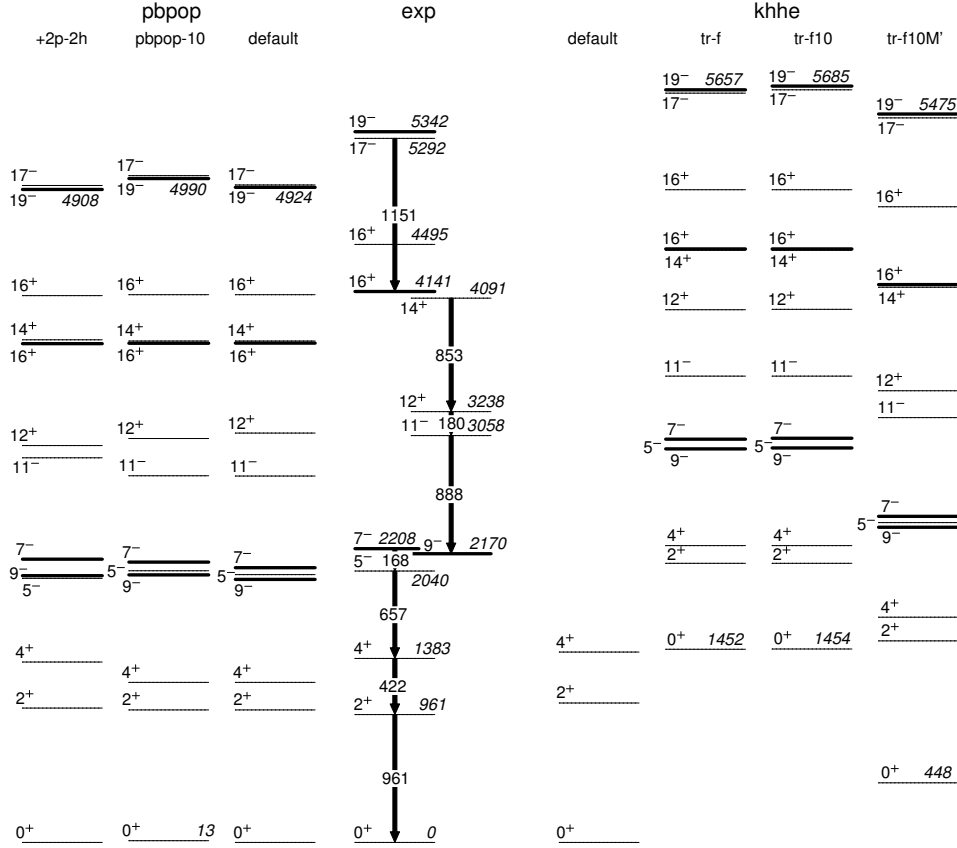 pbpop exp khhe
+2p-2h pbpop-10 default default tr-f tr-f10 tr-f10M'
19⁻ 5657 19⁻ 5685
17⁻ 17⁻
19⁻ 5475
19⁻ 5342
17⁻
17⁻ 5292
17⁻ 17⁻ 17⁻
19⁻ 4908 19⁻ 4990 19⁻ 4924
16⁺ 16⁺ 16⁺
1151
16⁺ 4495 16⁺ 16⁺
14⁺ 14⁺
16⁺ 16⁺ 16⁺ 16⁺ 4141 4091 16⁺
14⁺ 12⁺ 12⁺ 14⁺
14⁺ 14⁺ 14⁺
16⁺ 16⁺ 16⁺ 853
11⁻ 11⁻
12⁺
12⁺ 3238
11⁻
12⁺ 12⁺ 12⁺ 11⁻ 180 3058 7⁻ 7⁻
5⁻ 5⁻
11⁻ 11⁻ 11⁻ 9⁻ 9⁻
888
7⁻
5⁻
7⁻ 7⁻ 7⁻ 7⁻ 2208 9⁻ 2170 4⁺ 4⁺ 9⁻
9⁻ 5⁻ 5⁻ 5⁻ 168 2⁺ 2⁺
5⁻ 9⁻ 9⁻ 2040
657 4⁺
4⁺ 4⁺ 1383 4⁺ 0⁺ 1452 0⁺ 1454 2⁺
4⁺ 4⁺
422
2⁺ 2⁺ 2⁺ 2⁺ 961 2⁺
961 0⁺ 448
0⁺ 0⁺ 13 0⁺ 0⁺ 0 0⁺